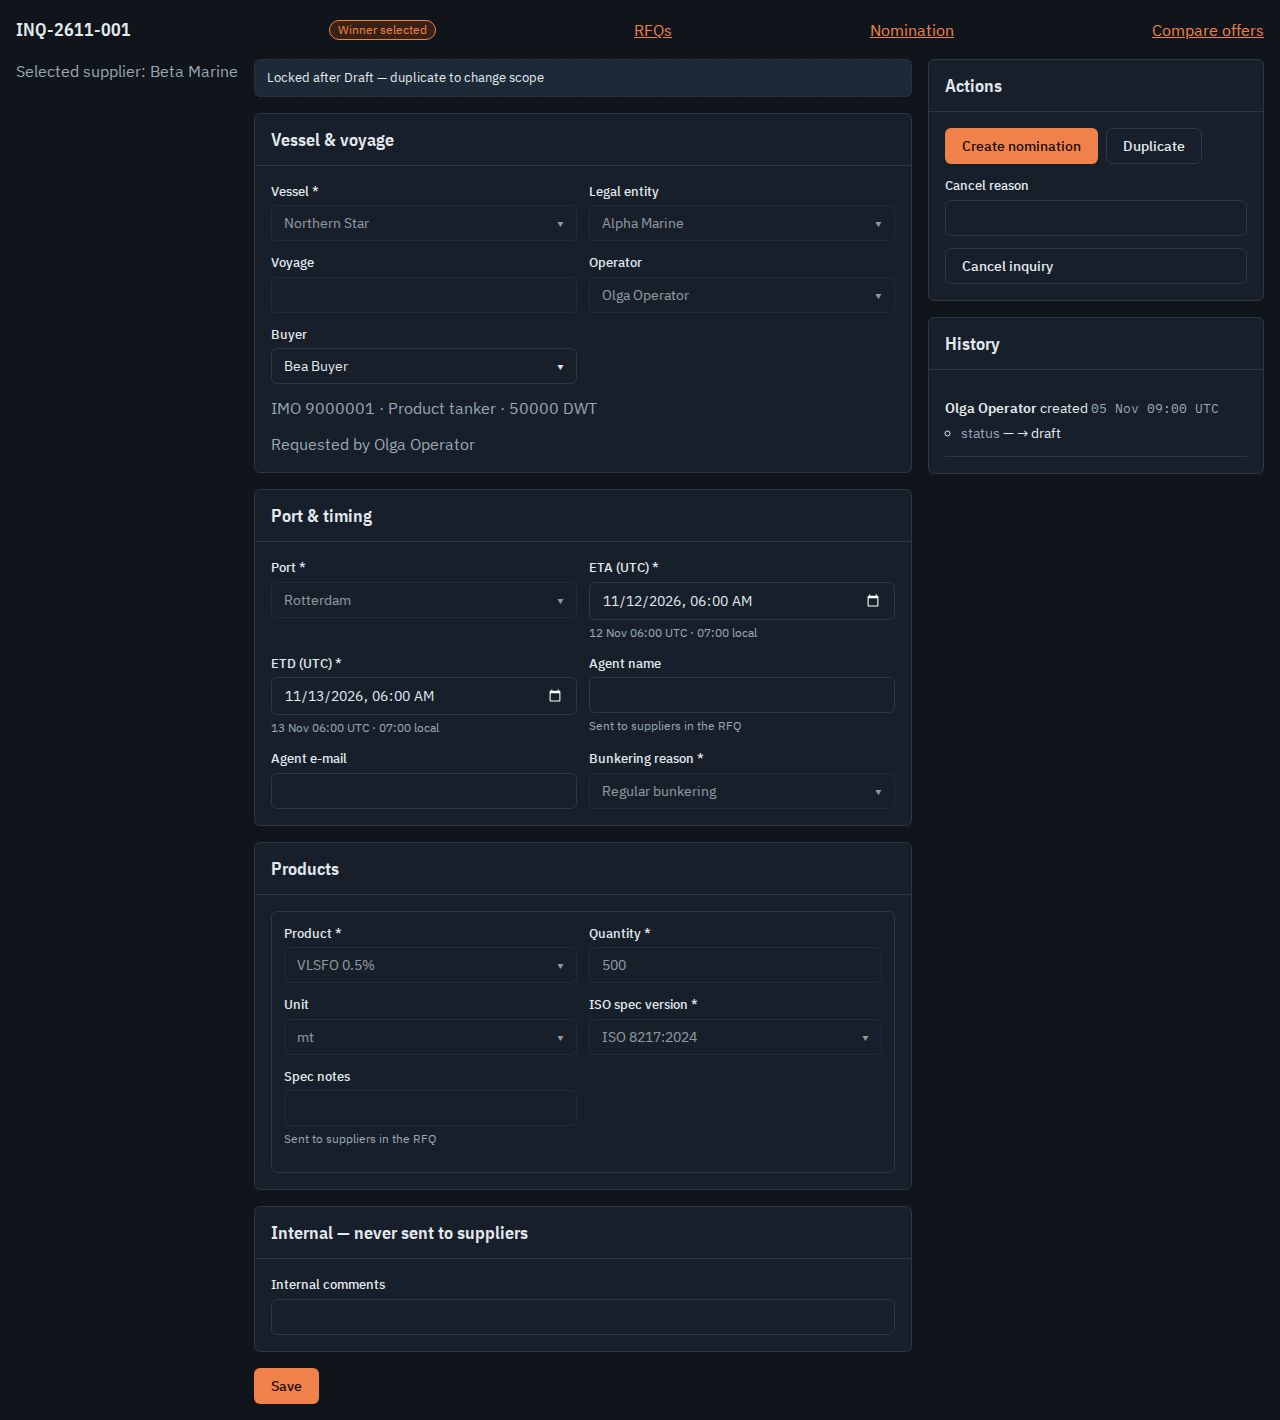 INQ-2611-001
Winner selected
RFQs
Nomination
Compare offers
Selected supplier: Beta Marine
Locked after Draft — duplicate to change scope
Vessel & voyage
Vessel *
Legal entity
Northern Star
Alpha Marine
Voyage
Operator
Olga Operator
Buyer
Bea Buyer
IMO 9000001 · Product tanker · 50000 DWT
Requested by Olga Operator
Port & timing
Port *
ETA (UTC) *
Rotterdam
11/12/2026, 06:00 AM
12 Nov 06:00 UTC · 07:00 local
ETD (UTC) *
Agent name
11/13/2026, 06:00 AM
13 Nov 06:00 UTC · 07:00 local
Sent to suppliers in the RFQ
Agent e-mail
Bunkering reason *
Regular bunkering
Products
Product *
Quantity *
VLSFO 0.5%
500
Unit
ISO spec version *
mt
ISO 8217:2024
Spec notes
Sent to suppliers in the RFQ
Internal — never sent to suppliers
Internal comments
Save
Actions
Create nomination
Duplicate
Cancel reason
Cancel inquiry
History
Olga Operator created 05 Nov 09:00 UTC
status — → draft